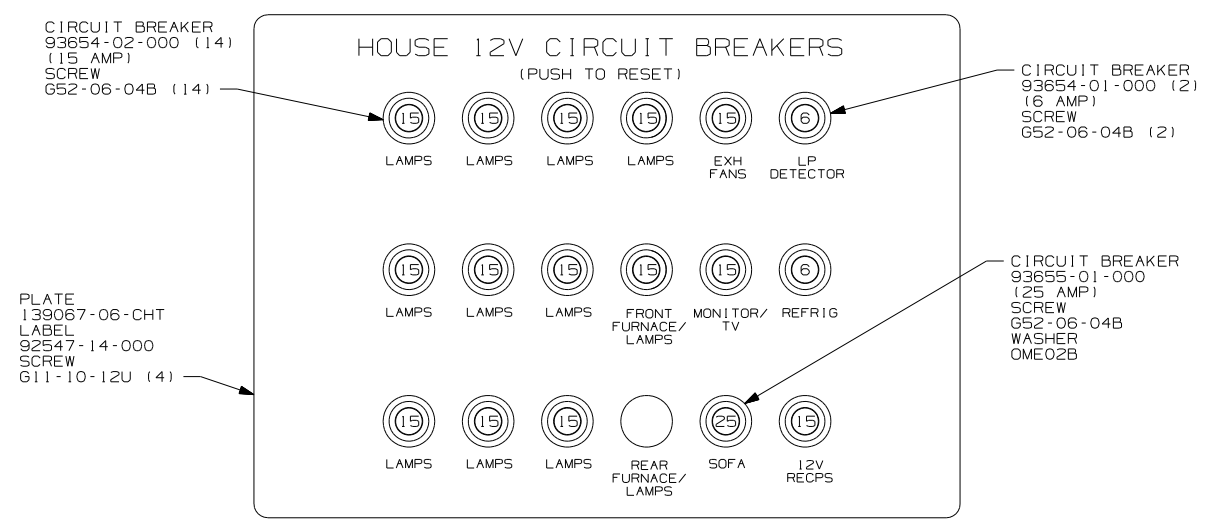 CIRCUIT BREAKER
93654-02-000 (14)
(15 AMP)
SCREW
G52-06-04B (14)
HOUSE 12V CIRCUIT BREAKERS
(PUSH TO RESET)
CIRCUIT BREAKER
93654-01-000 (2)
(6 AMP)
SCREW
G52-06-04B (2)
15 15 15 15 15 6
LAMPS LAMPS LAMPS LAMPS EXH FANS LP DETECTOR
15 15 15 15 15 6
LAMPS LAMPS LAMPS FRONT FURNACE/ LAMPS MONITOR/ TV REFRIG
CIRCUIT BREAKER
93655-01-000
(25 AMP)
SCREW
G52-06-04B
WASHER
OME02B
PLATE
139067-06-CHT
LABEL
92547-14-000
SCREW
G11-10-12U (4)
15 15 15 25 15
LAMPS LAMPS LAMPS REAR FURNACE/ LAMPS SOFA 12V RECPS